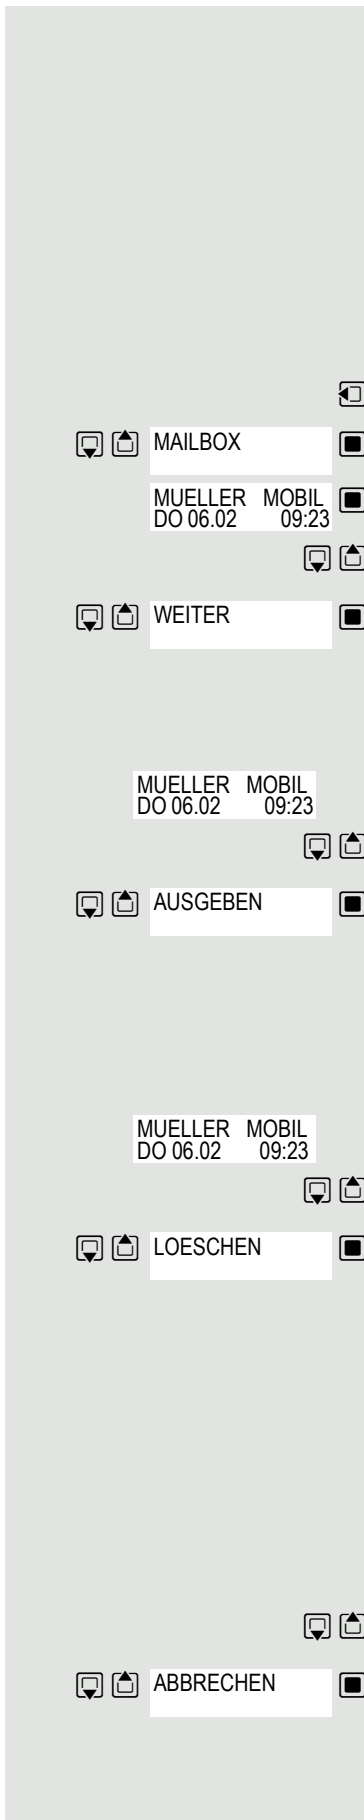 MAILBOX
MUELLER MOBIL
DO 06.02 09:23
WEITER
MUELLER MOBIL
DO 06.02 09:23
AUSGEBEN
MUELLER MOBIL
DO 06.02 09:23
LOESCHEN
ABBRECHEN